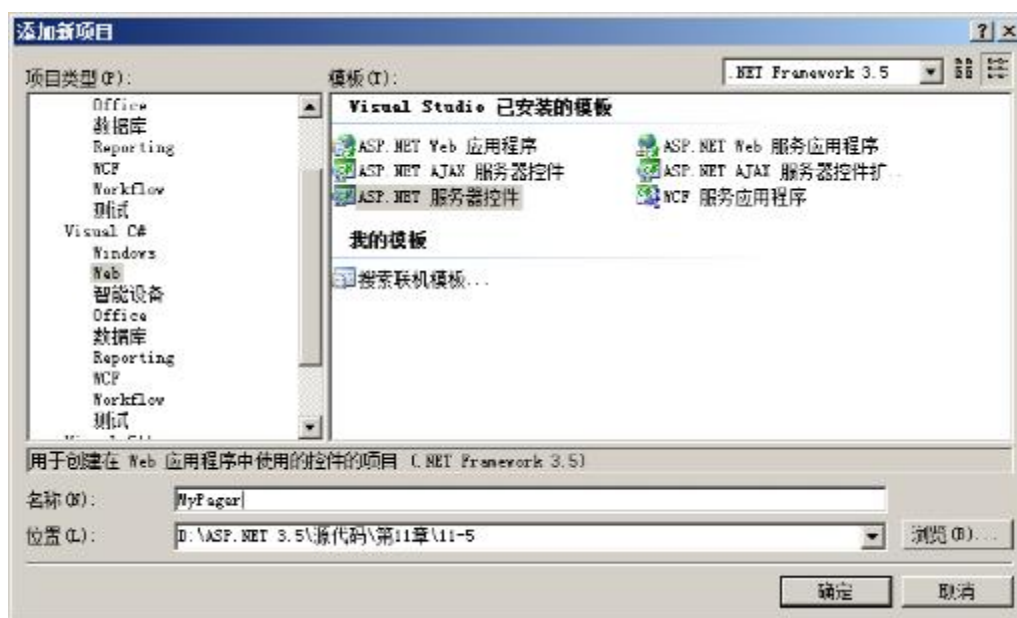 添加新项目
项目类型(P):
模板(T):
.NET Framework 3.5
Office
数据库
Reporting
WCF
Workflow
测试
Visual C#
Windows
Web
智能设备
Office
数据库
Reporting
WCF
Workflow
测试
Visual Studio 已安装的模板
ASP.NET Web 应用程序
ASP.NET Web 服务应用程序
ASP.NET AJAX 服务器控件
ASP.NET AJAX 服务器控件扩...
ASP.NET 服务器控件
WCF 服务应用程序
我的模板
搜索联机模板...
用于创建在 Web 应用程序中使用的控件的项目 (.NET Framework 3.5)
名称(N):
MyPager
位置(L):
D:\ASP.NET 3.5\源代码\第11章\11-5
浏览(B)...
确定
取消